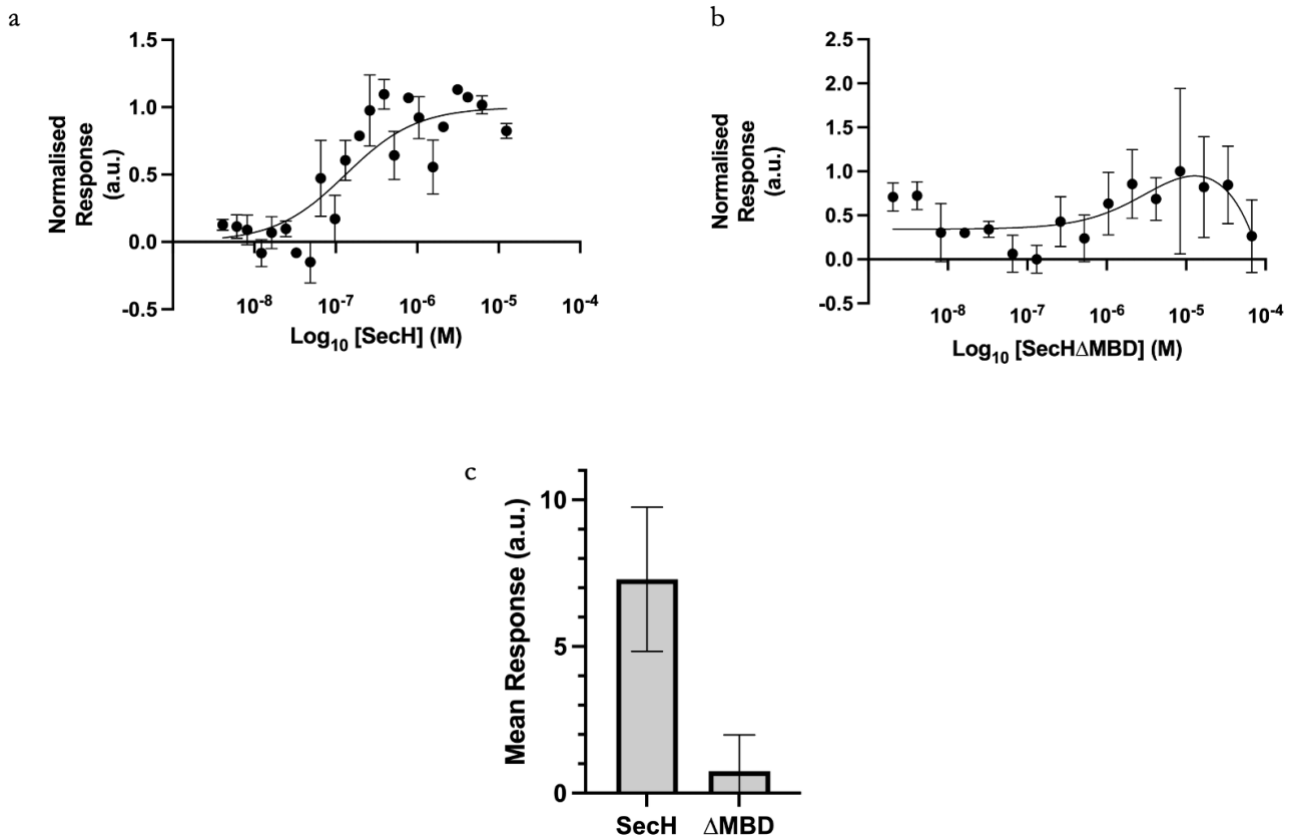 a
1.5
1.0
0.5
0.0
-0.5
Normalised
Response
(a.u.)
10⁻⁸ 10⁻⁷ 10⁻⁶ 10⁻⁵ 10⁻⁴
Log₁₀ [SecH] (M)
b
2.5
2.0
1.5
1.0
0.5
0.0
-0.5
Normalised
Response
(a.u.)
10⁻⁸ 10⁻⁷ 10⁻⁶ 10⁻⁵ 10⁻⁴
Log₁₀ [SecHΔMBD] (M)
c
10
5
0
Mean Response (a.u.)
SecH ΔMBD